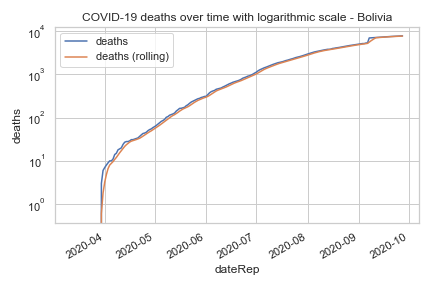 COVID-19 deaths over time with logarithmic scale - Bolivia
deaths
deaths (rolling)
10⁴
10³
10²
10¹
10⁰
deaths
2020-04
2020-05
2020-06
2020-07
2020-08
2020-09
2020-10
dateRep